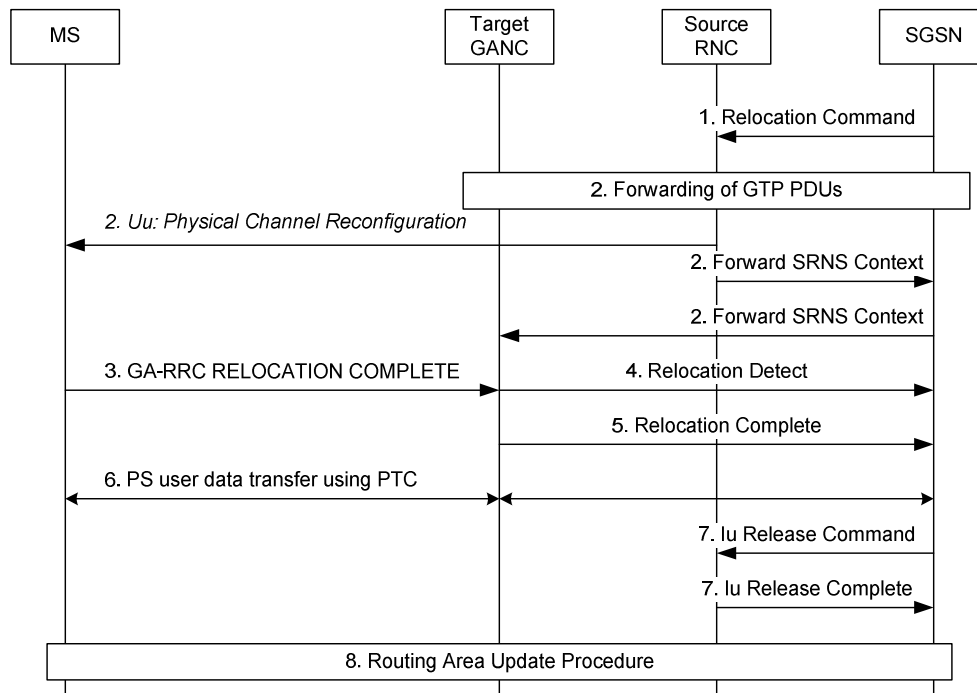 MS
Target
GANC
Source
RNC
SGSN
1. Relocation Command
2. Forwarding of GTP PDUs
2. Uu: Physical Channel Reconfiguration
2. Forward SRNS Context
2. Forward SRNS Context
3. GA-RRC RELOCATION COMPLETE
4. Relocation Detect
5. Relocation Complete
6. PS user data transfer using PTC
7. Iu Release Command
7. Iu Release Complete
8. Routing Area Update Procedure